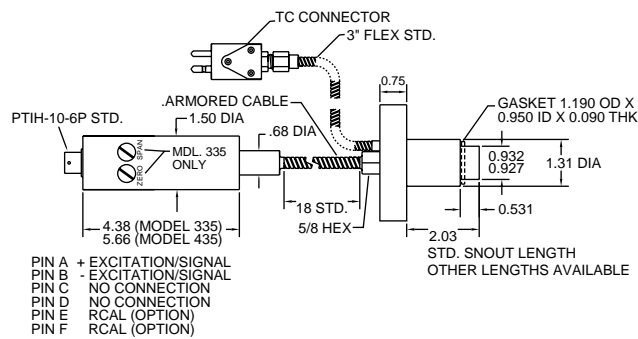 TC CONNECTOR
3" FLEX STD.
0.75
.ARMORED CABLE
GASKET 1.190 OD X
0.950 ID X 0.090 THK
PTIH-10-6P STD.
1.50 DIA
.68 DIA
SPAN
ZERO
MDL. 335
ONLY
0.932
0.927
1.31 DIA
18 STD.
5/8 HEX
0.531
2.03
STD. SNOUT LENGTH
OTHER LENGTHS AVAILABLE
4.38 (MODEL 335)
5.66 (MODEL 435)
PIN A + EXCITATION/SIGNAL
PIN B - EXCITATION/SIGNAL
PIN C NO CONNECTION
PIN D NO CONNECTION
PIN E RCAL (OPTION)
PIN F RCAL (OPTION)